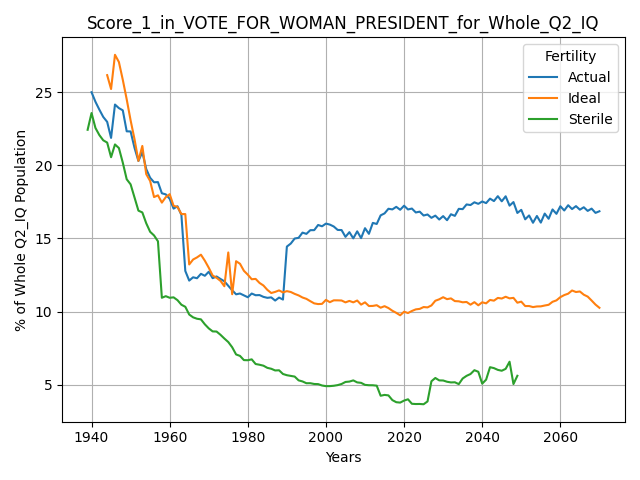 Score_1_in_VOTE_FOR_WOMAN_PRESIDENT_for_Whole_Q2_IQ
Fertility
Actual
Ideal
Sterile
% of Whole Q2_IQ Population
25
20
15
10
5
1940 1960 1980 2000 2020 2040 2060
Years